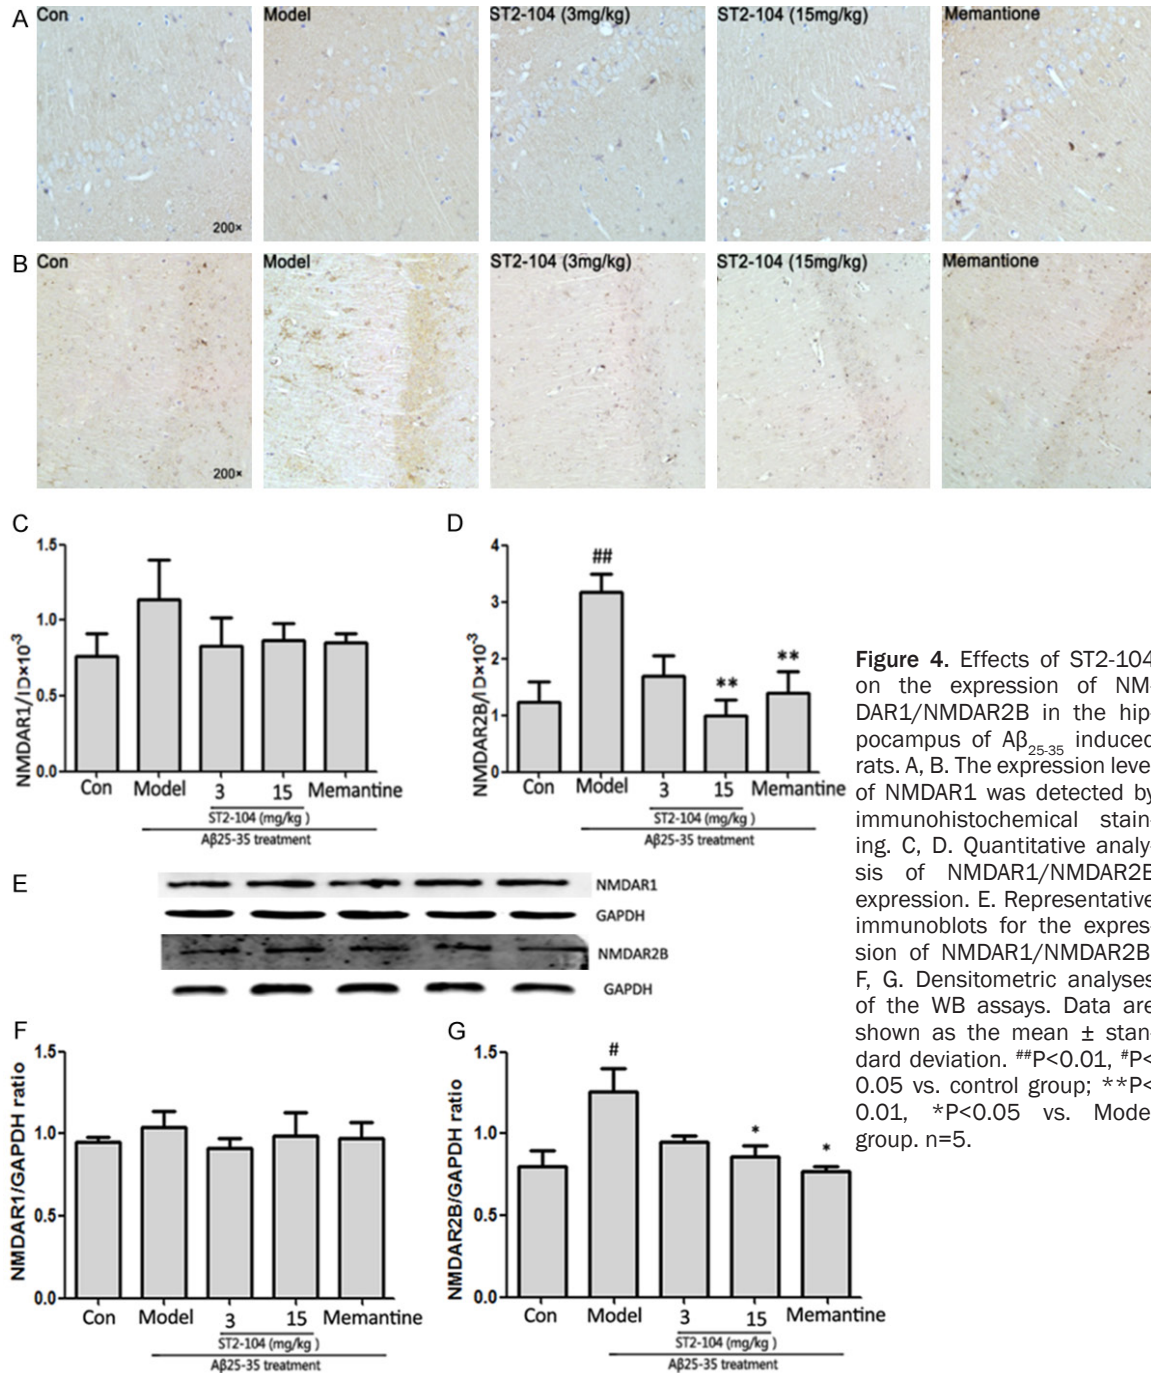 A
Con
Model
ST2-104 (3mg/kg)
ST2-104 (15mg/kg)
Memantione
200×
B
Con
Model
ST2-104 (3mg/kg)
ST2-104 (15mg/kg)
Memantione
200×
C
NMDAR1/ID×10-3
1.5
1.0
0.5
0.0
Con
Model
3
15
Memantine
ST2-104 (mg/kg )
Aβ25-35 treatment
D
NMDAR2B/ID×10-3
4
3
2
1
0
##
**
**
Con
Model
3
15
Memantine
ST2-104 (mg/kg )
Aβ25-35 treatment
E
NMDAR1
GAPDH
NMDAR2B
GAPDH
F
NMDAR1/GAPDH ratio
1.5
1.0
0.5
0.0
Con
Model
3
15
Memantine
ST2-104 (mg/kg )
Aβ25-35 treatment
G
NMDAR2B/GAPDH ratio
1.5
1.0
0.5
0.0
#
*
*
Con
Model
3
15
Memantine
ST2-104 (mg/kg )
Aβ25-35 treatment
Figure 4. Effects of ST2-104
on the expression of NM-
DAR1/NMDAR2B in the hip-
pocampus of Aβ25-35 induced
rats. A, B. The expression level
of NMDAR1 was detected by
immunohistochemical stain-
ing. C, D. Quantitative analy-
sis of NMDAR1/NMDAR2B
expression. E. Representative
immunoblots for the expres-
sion of NMDAR1/NMDAR2B.
F, G. Densitometric analyses
of the WB assays. Data are
shown as the mean ± stan-
dard deviation. ##P<0.01, #P<
0.05 vs. control group; **P<
0.01, *P<0.05 vs. Model
group. n=5.